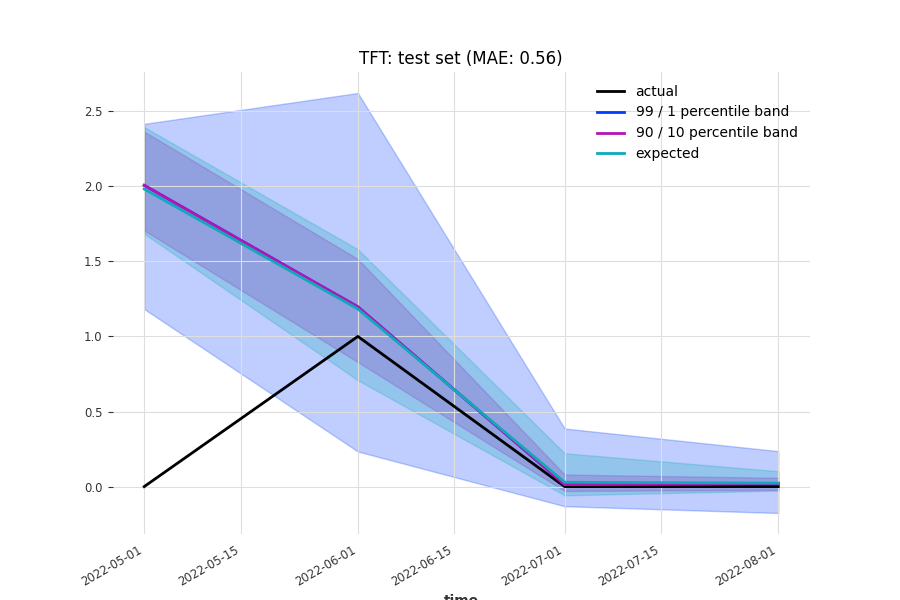 TFT: test set (MAE: 0.56)
actual
99 / 1 percentile band
90 / 10 percentile band
expected
2.5
2.0
1.5
1.0
0.5
0.0
2022-05-01
2022-05-15
2022-06-01
2022-06-15
2022-07-01
2022-07-15
2022-08-01
time